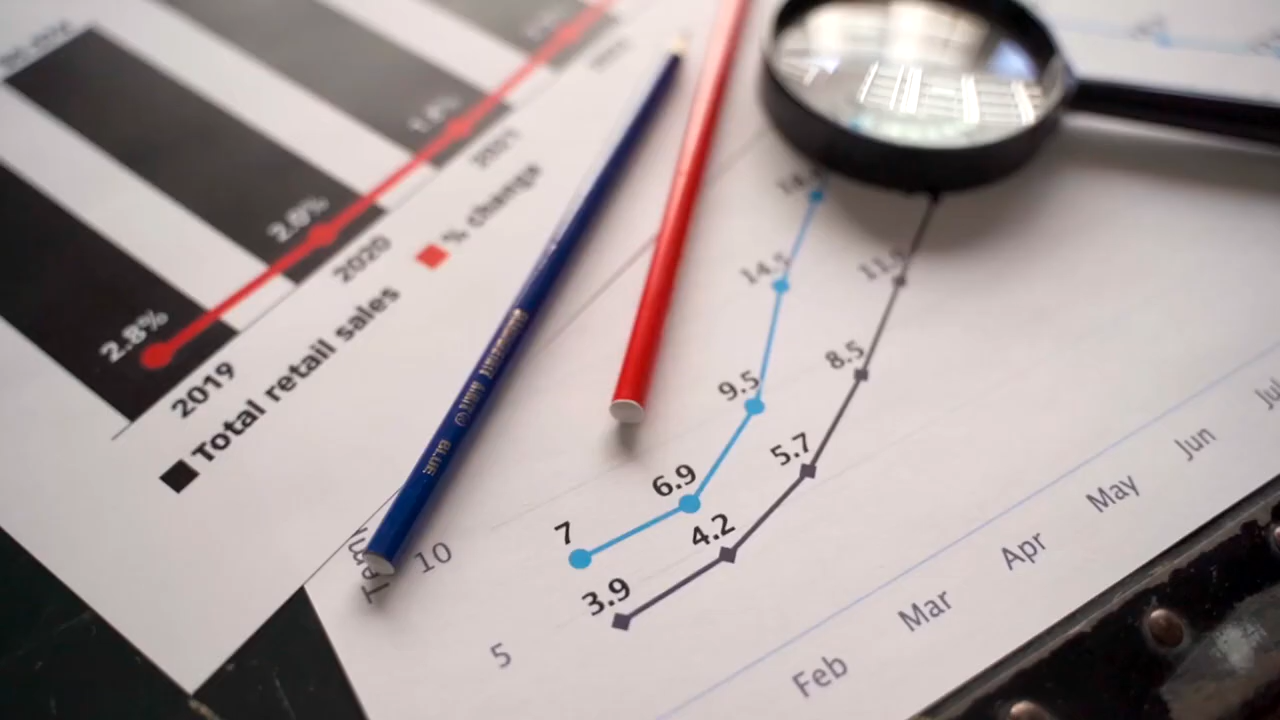 2.8%
2.0%
2019
2020
2021
Total retail sales
% change
BLUE
10
5
7
6.9
9.5
14.5
3.9
4.2
5.7
8.5
Feb
Mar
Apr
May
Jun